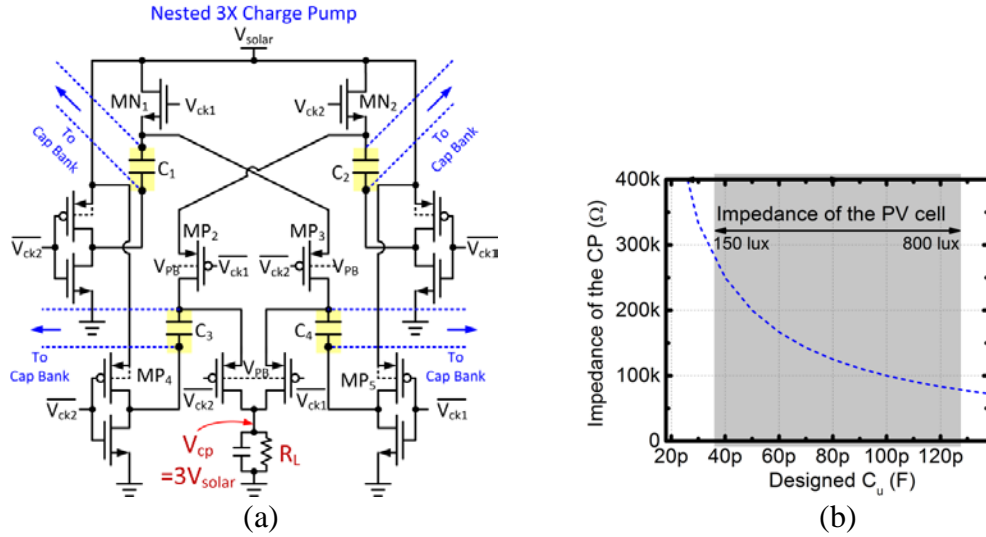 Nested 3X Charge Pump
V_solar
MN₁
V_ck1
V_ck2
MN₂
To
Cap Bank
C₁
C₂
To
Cap Bank
MP₂
MP₃
V̅_ck2
V_PB
V̅_ck1
V̅_ck2
V_PB
V̅_ck1
C₃
C₄
To
Cap Bank
MP₄
V_PB
MP₅
To
Cap Bank
V̅_ck2
V̅_ck2
V̅_ck1
V̅_ck1
V_cp
=3V_solar
R_L
(a)
400k
300k
200k
100k
0
Impedance of the CP (Ω)
Impedance of the PV cell
150 lux
800 lux
20p 40p 60p 80p 100p 120p
Designed C_u (F)
(b)